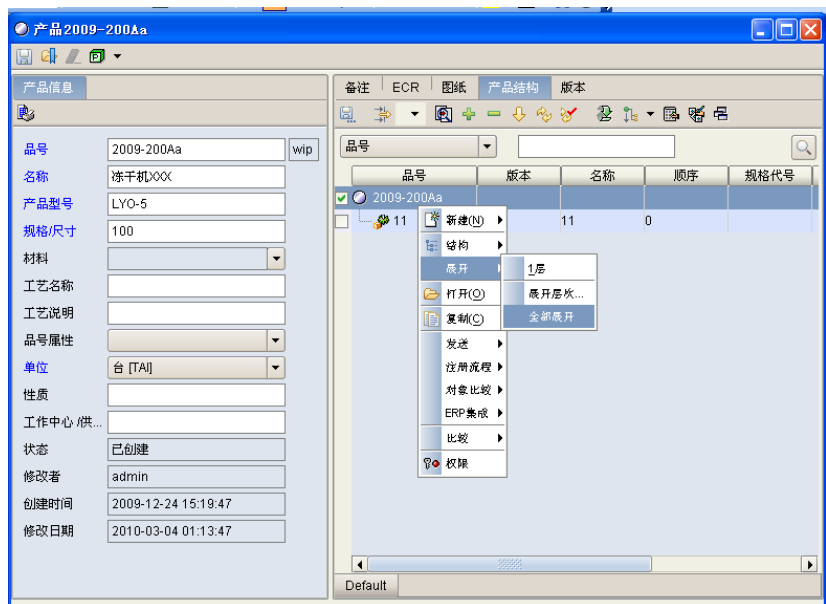 产品2009-200Aa
产品信息
品号 2009-200Aa wip
名称 冻干机XXX
产品型号 LYO-5
规格/尺寸 100
材料
工艺名称
工艺说明
品号属性
单位 台 [TAI]
性质
工作中心 /供...
状态 已创建
修改者 admin
创建时间 2009-12-24 15:19:47
修改日期 2010-03-04 01:13:47
备注 ECR 图纸 产品结构 版本
品号
品号 版本 名称 顺序 规格代号
2009-200Aa
11 11 0
新建(N)
结构
展开
打开(O)
复制(C)
发送
注册流程
对象比较
ERP集成
比较
权限
1层
展开层次...
全部展开
Default